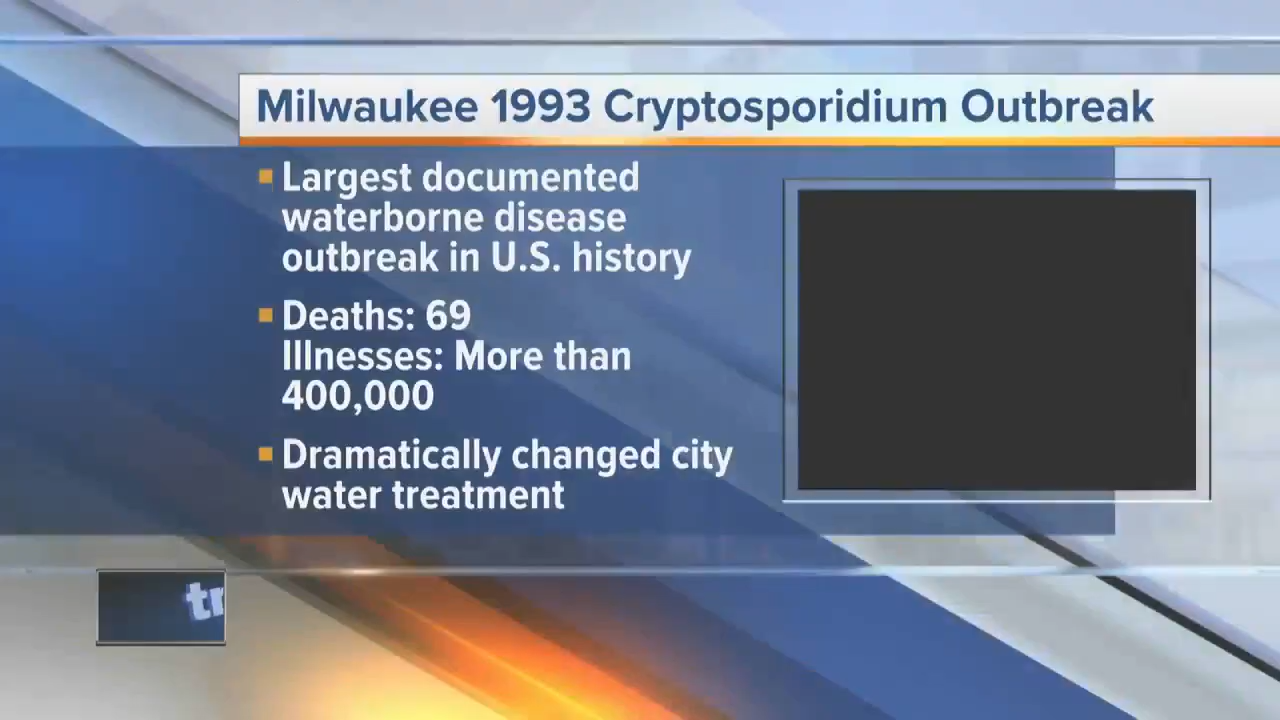 Milwaukee 1993 Cryptosporidium Outbreak
Largest documented
waterborne disease
outbreak in U.S. history
Deaths: 69
Illnesses: More than
400,000
Dramatically changed city
water treatment
tr